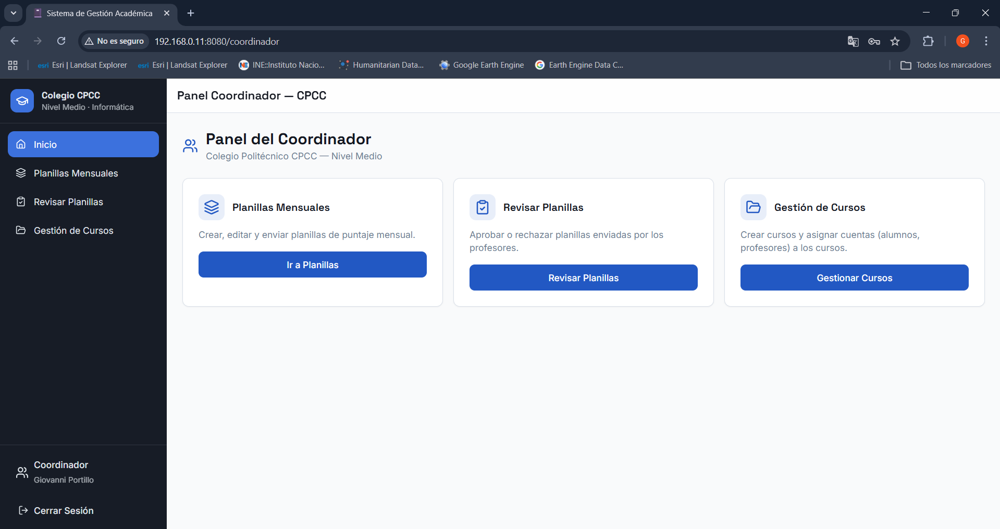 Sistema de Gestión Académica
No es seguro
192.168.0.11:8080/coordinador
G
esri Esri | Landsat Explorer
esri Esri | Landsat Explorer
INE::Instituto Nacio...
Humanitarian Data...
Google Earth Engine
Earth Engine Data C...
Todos los marcadores
Colegio CPCC
Nivel Medio · Informática
Inicio
Planillas Mensuales
Revisar Planillas
Gestión de Cursos
Coordinador
Giovanni Portillo
Cerrar Sesión
Panel Coordinador — CPCC
Panel del Coordinador
Colegio Politécnico CPCC — Nivel Medio
Planillas Mensuales
Crear, editar y enviar planillas de puntaje mensual.
Ir a Planillas
Revisar Planillas
Aprobar o rechazar planillas enviadas por los
profesores.
Revisar Planillas
Gestión de Cursos
Crear cursos y asignar cuentas (alumnos,
profesores) a los cursos.
Gestionar Cursos